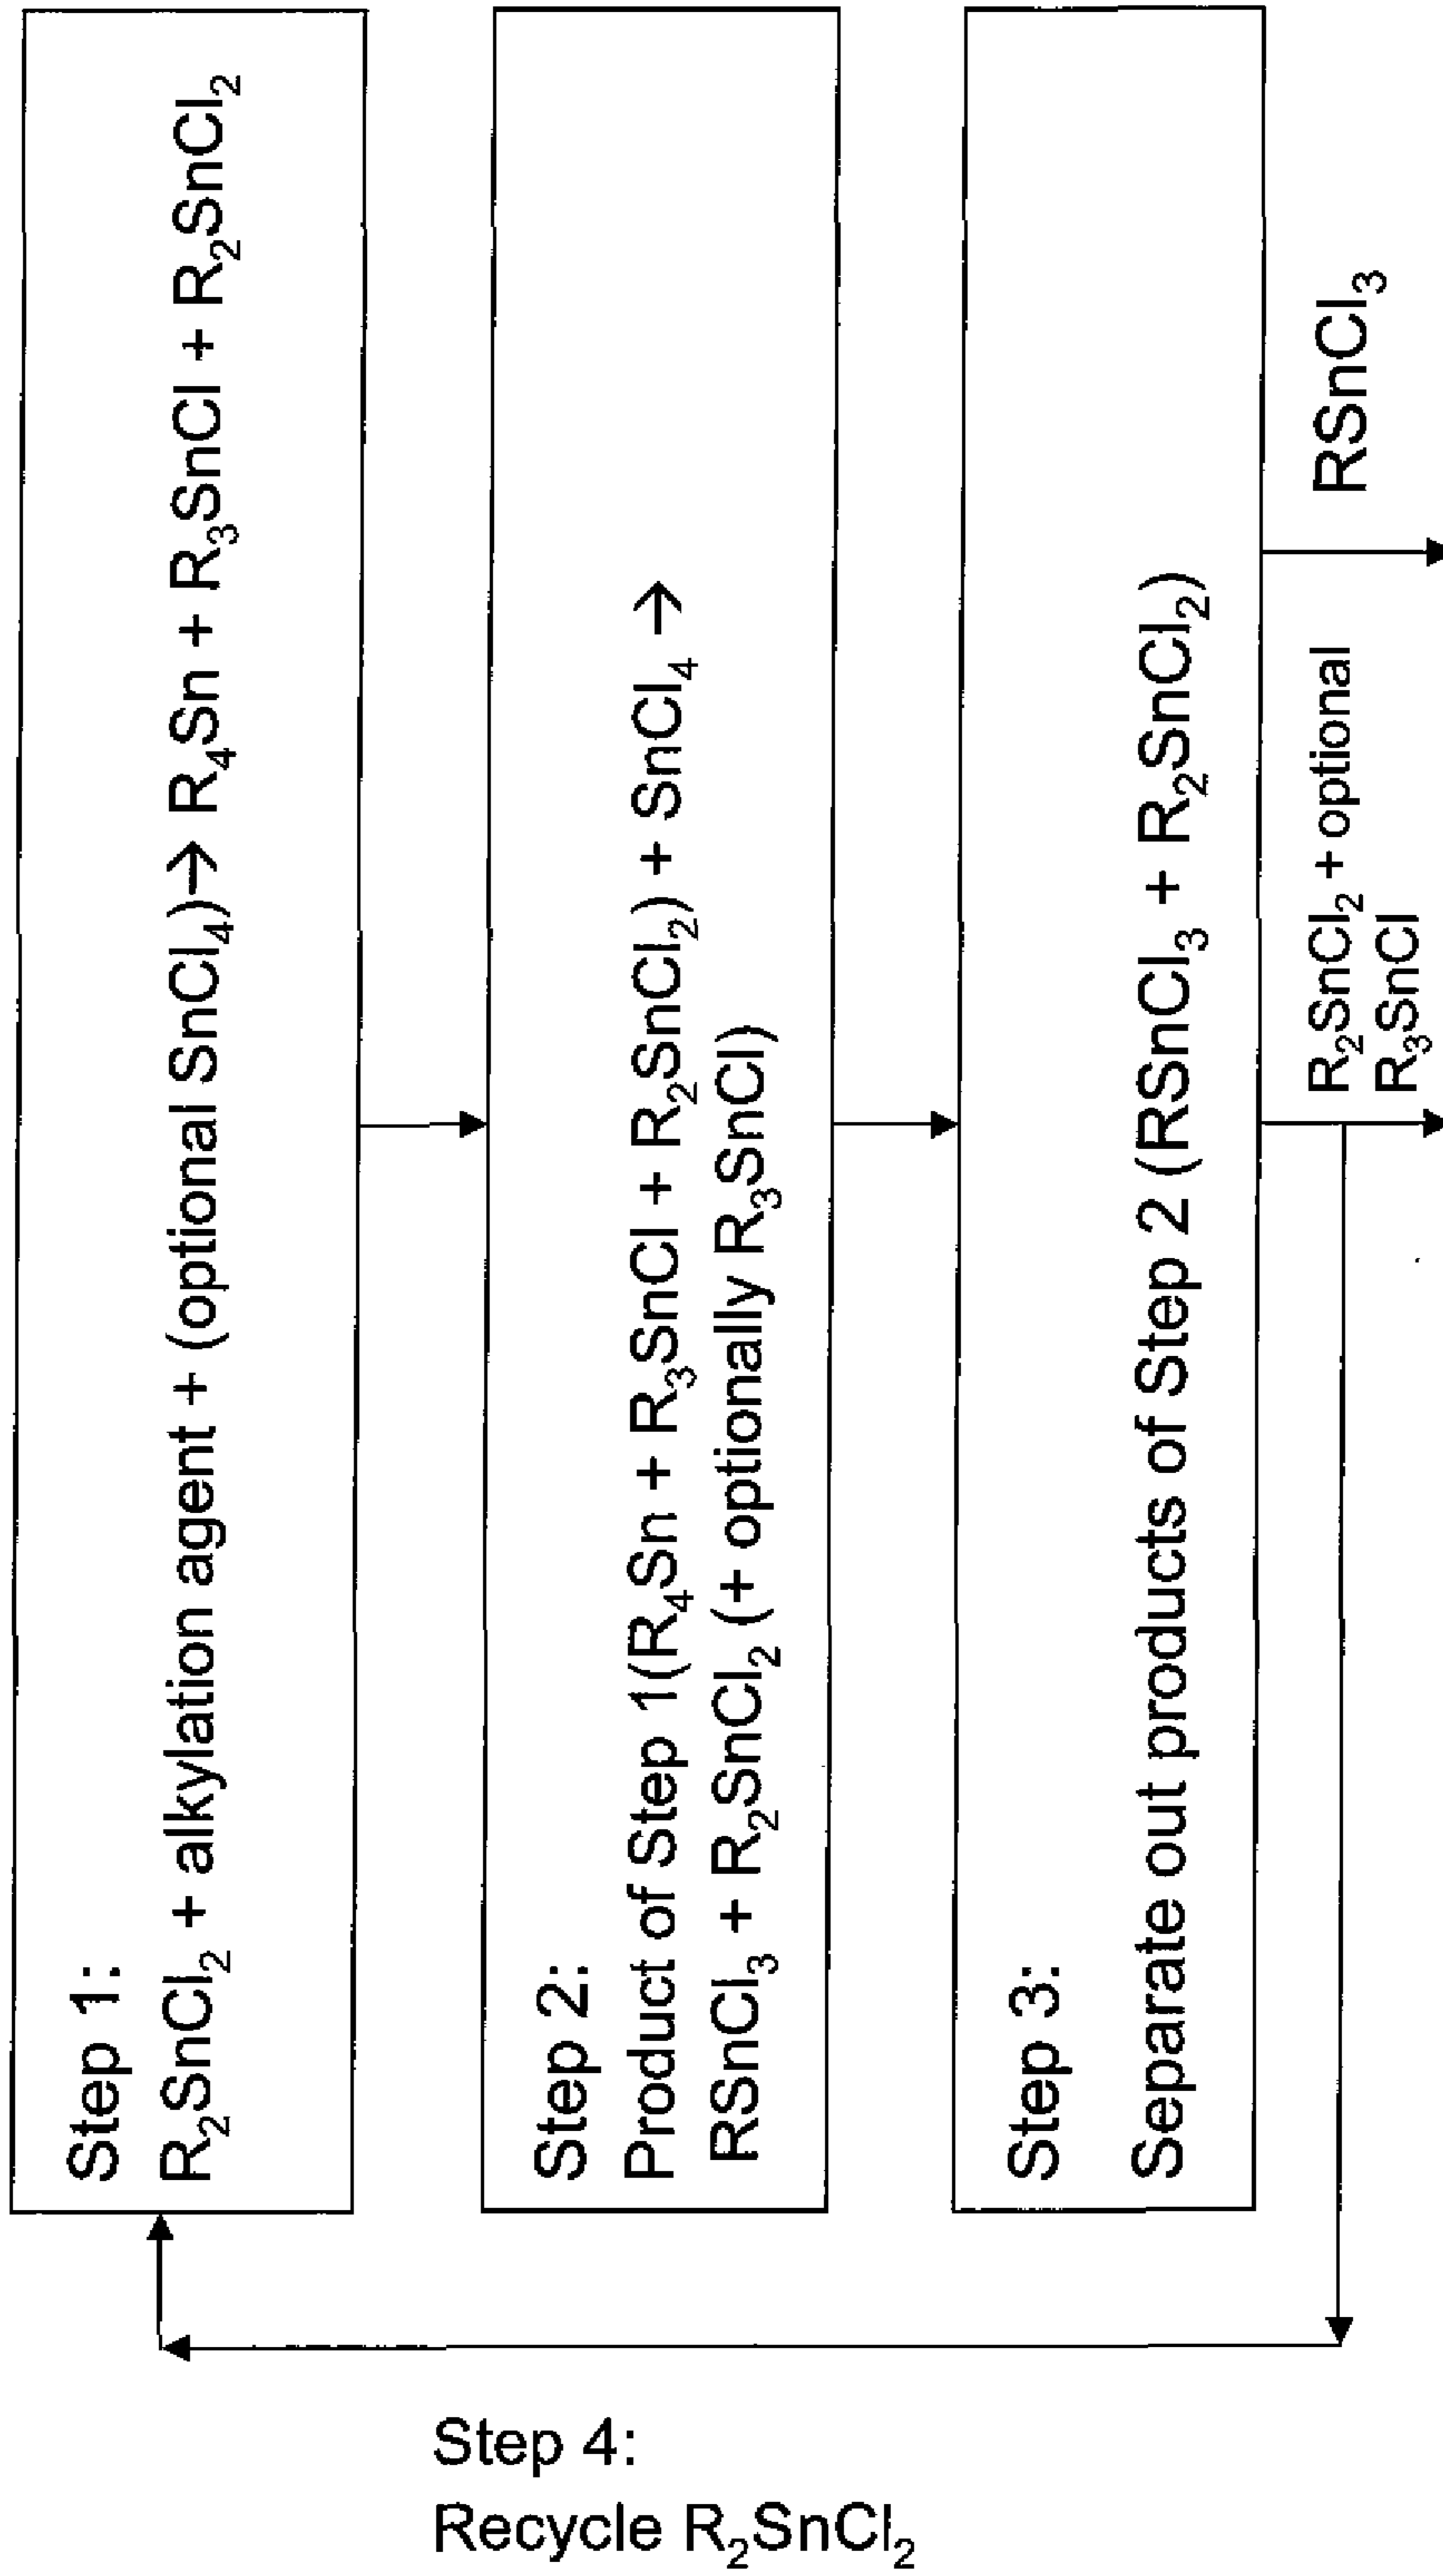 Step 1:
R₂SnCl₂ + alkylation agent + (optional SnCl₄)→ R₄Sn + R₃SnCl + R₂SnCl₂
Step 2:
Product of Step 1(R₄Sn + R₃SnCl + R₂SnCl₂) + SnCl₄ →
RSnCl₃ + R₂SnCl₂ (+ optionally R₃SnCl)
Step 3:
Separate out products of Step 2 (RSnCl₃ + R₂SnCl₂)
R₂SnCl₂ + optional
R₃SnCl
RSnCl₃
Step 4:
Recycle R₂SnCl₂